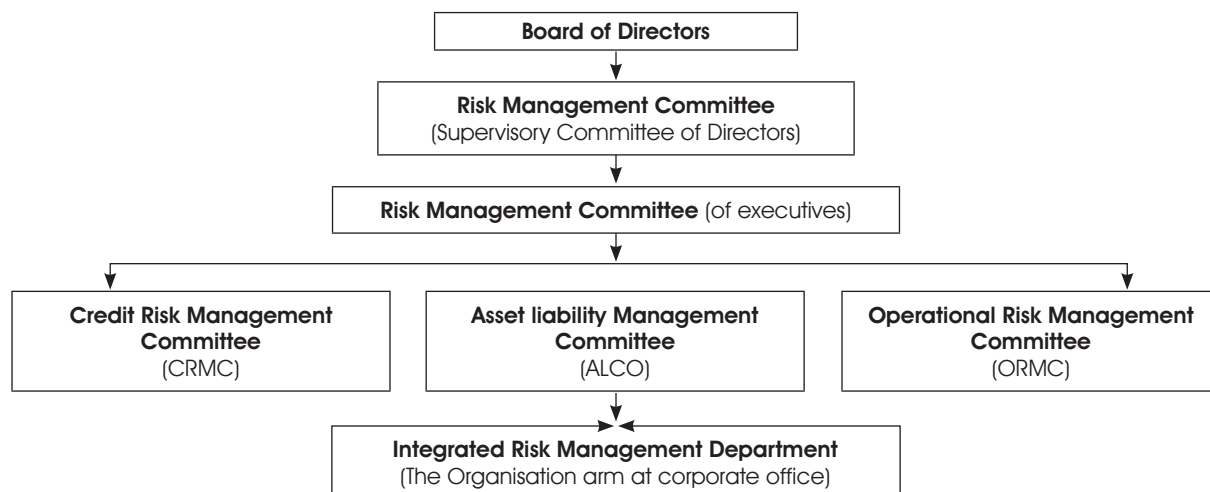 Board of Directors
Risk Management Committee
(Supervisory Committee of Directors)
Risk Management Committee (of executives)
Credit Risk Management
Committee
(CRMC)
Asset liability Management
Committee
(ALCO)
Operational Risk Management
Committee
(ORMC)
Integrated Risk Management Department
(The Organisation arm at corporate office)